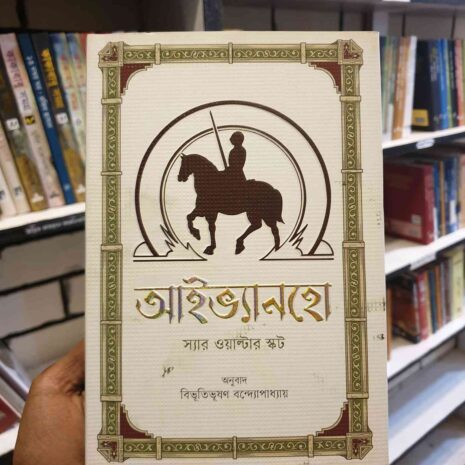 আইভ্যানহো
স্যার ওয়াল্টার স্কট
অনুবাদ
বিভূতিভূষণ বন্দ্যোপাধ্যায়